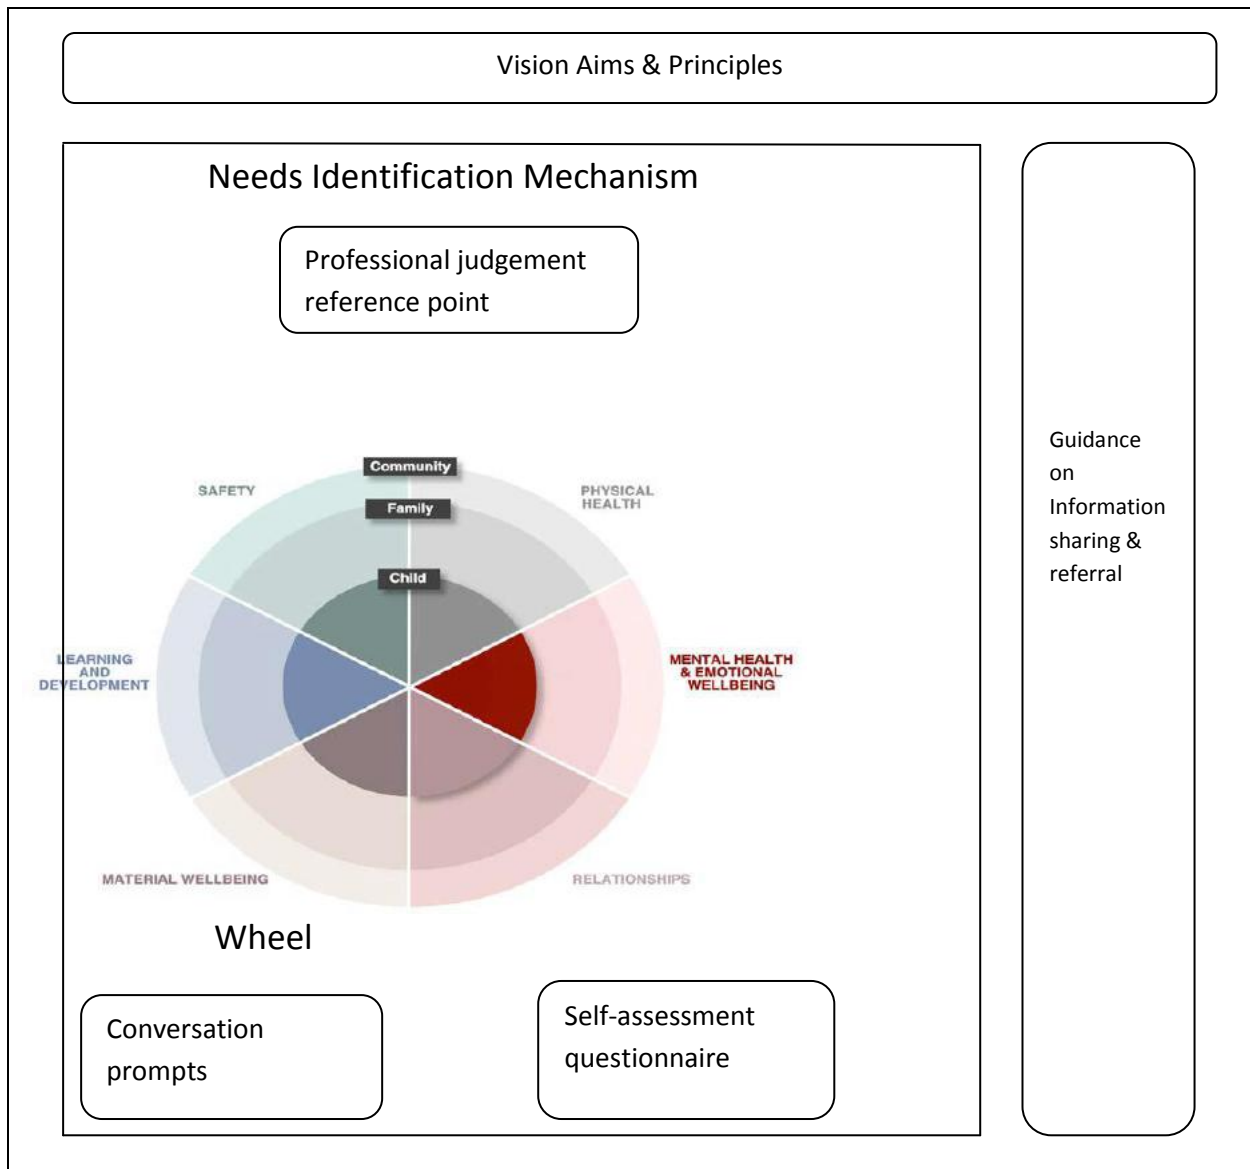 Vision Aims & Principles
Needs Identification Mechanism
Professional judgement
reference point
Community
Family
Child
SAFETY
PHYSICAL
HEALTH
LEARNING
AND
DEVELOPMENT
MENTAL HEALTH
& EMOTIONAL
WELLBEING
MATERIAL WELLBEING
RELATIONSHIPS
Wheel
Conversation
prompts
Self-assessment
questionnaire
Guidance
on
Information
sharing &
referral